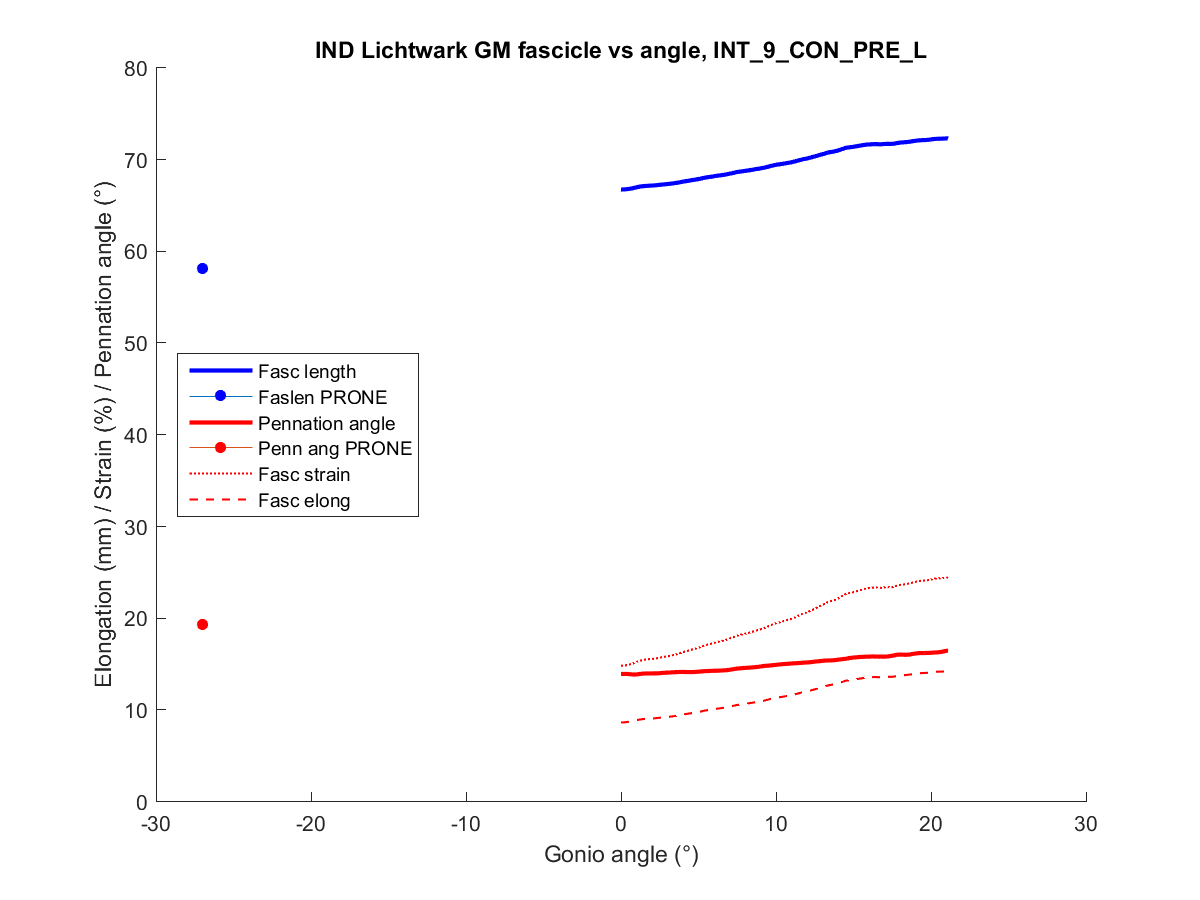 IND Lichtwark GM fascicle vs angle, INT_9_CON_PRE_L
Elongation (mm) / Strain (%) / Pennation angle (°)
80
70
60
50
40
30
20
10
0
Fasc length
Faslen PRONE
Pennation angle
Penn ang PRONE
Fasc strain
Fasc elong
-30
-20
-10
0
10
20
30
Gonio angle (°)